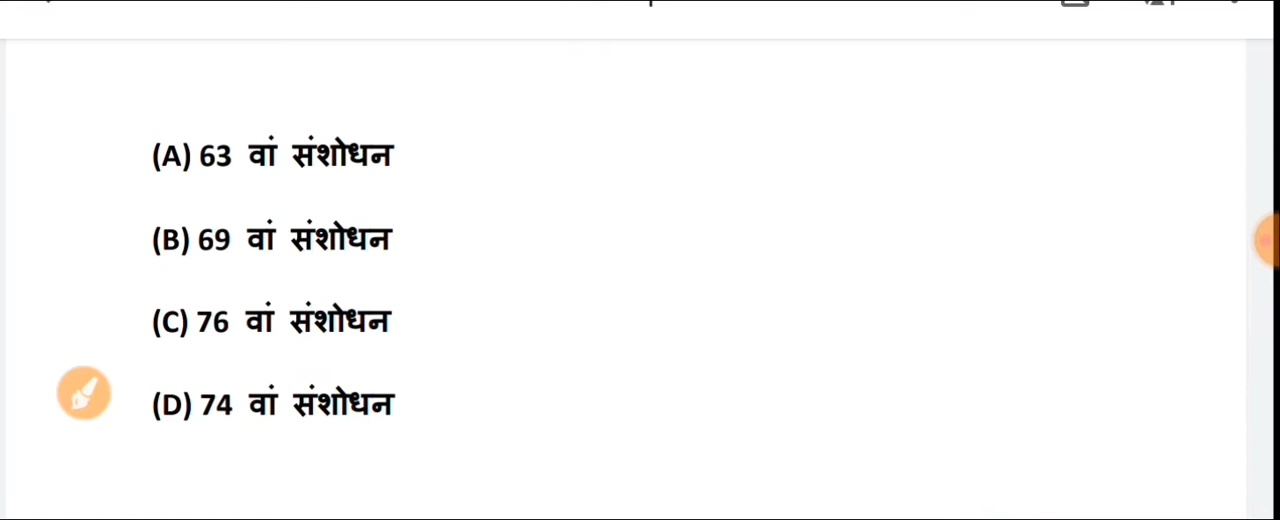 (A) 63 वां संशोधन
(B) 69 वां संशोधन
(C) 76 वां संशोधन
(D) 74 वां संशोधन